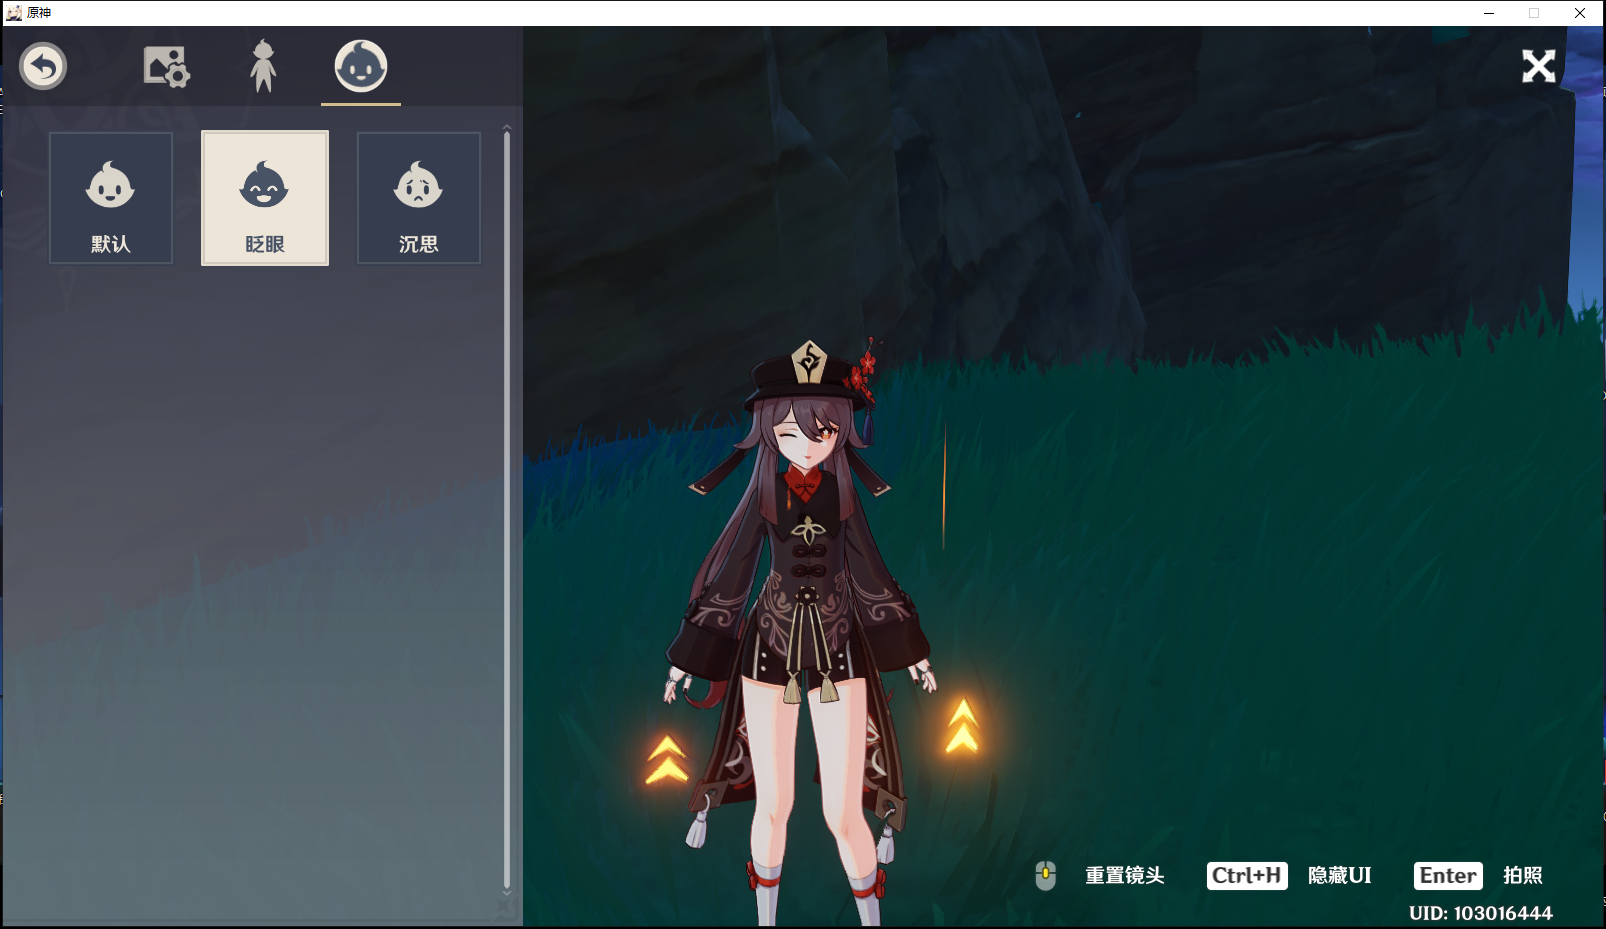 原神
默认
眨眼
沉思
重置镜头
Ctrl+H 隐藏UI
Enter 拍照
UID: 103016444